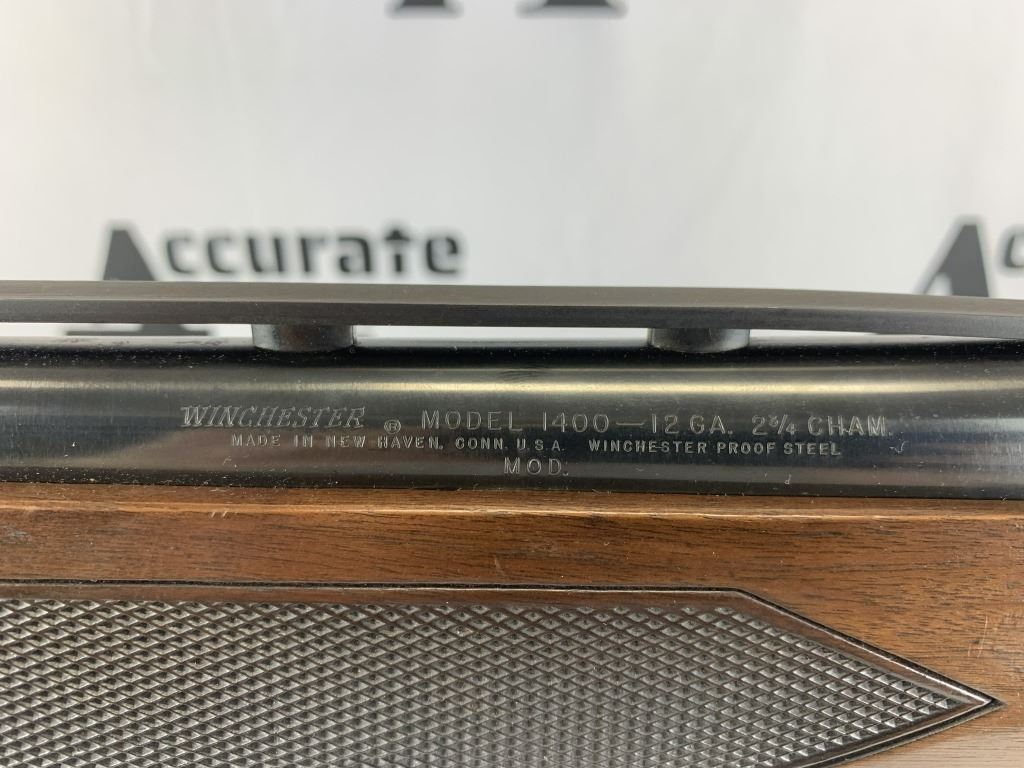 Accurate
WINCHESTER ® MODEL 1400 — 12 GA. 2¾ CHAM.
MADE IN NEW HAVEN, CONN. U.S.A. WINCHESTER PROOF STEEL
MOD.